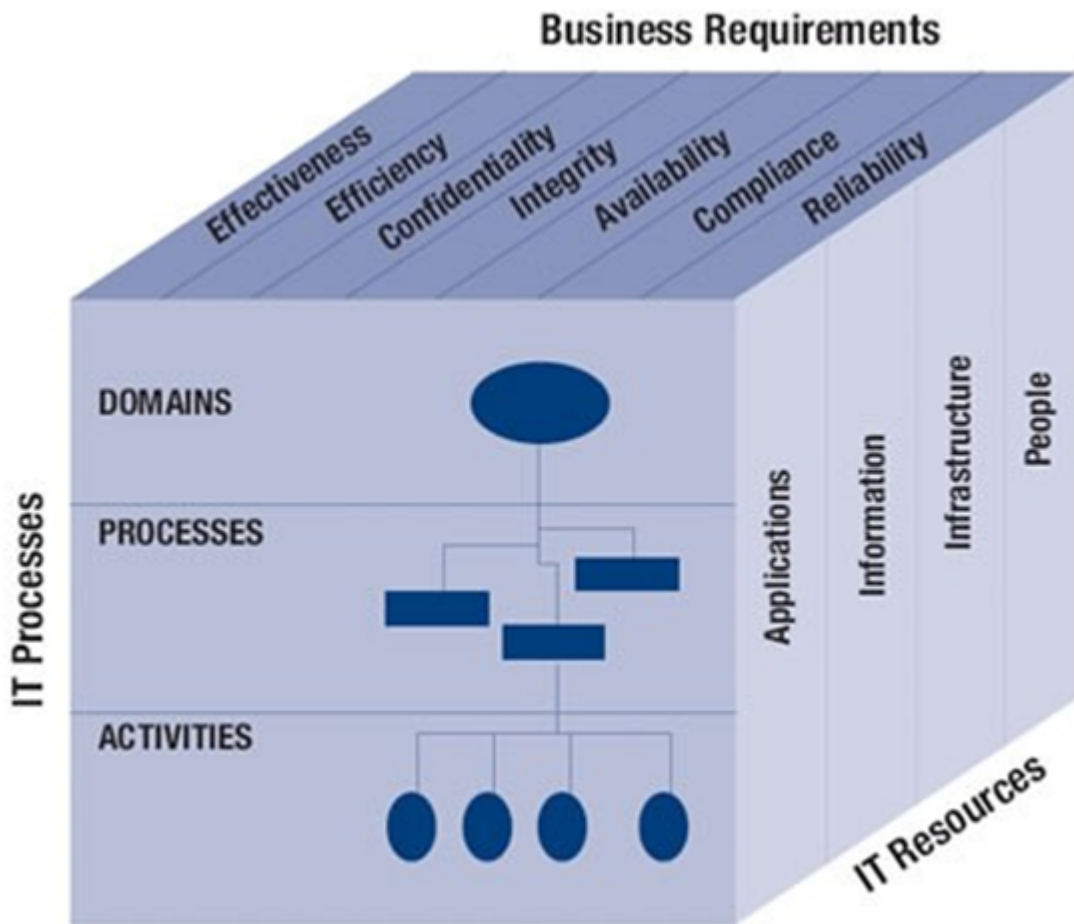 Business Requirements
Effectiveness
Efficiency
Confidentiality
Integrity
Availability
Compliance
Reliability
IT Processes
DOMAINS
PROCESSES
ACTIVITIES
Applications
Information
Infrastructure
People
IT Resources